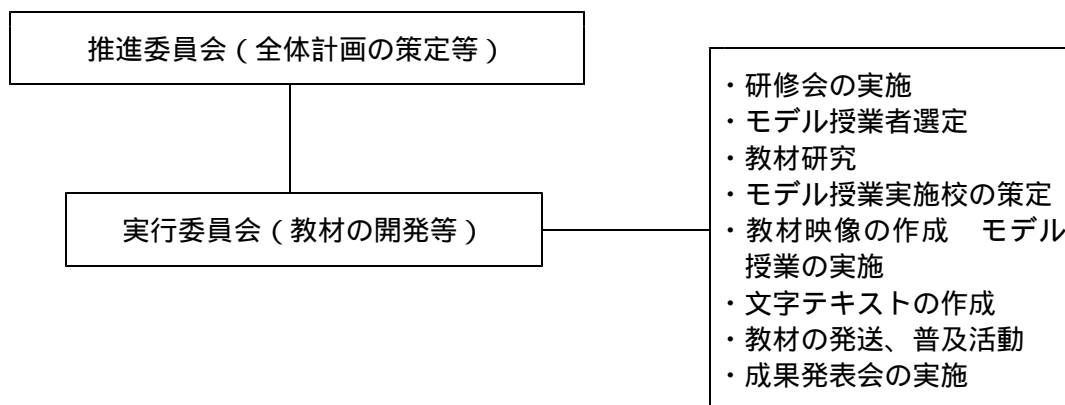 推進委員会（全体計画の策定等）
実行委員会（教材の開発等）
・研修会の実施
・モデル授業者選定
・教材研究
・モデル授業実施校の策定
・教材映像の作成　モデル
授業の実施
・文字テキストの作成
・教材の発送、普及活動
・成果発表会の実施